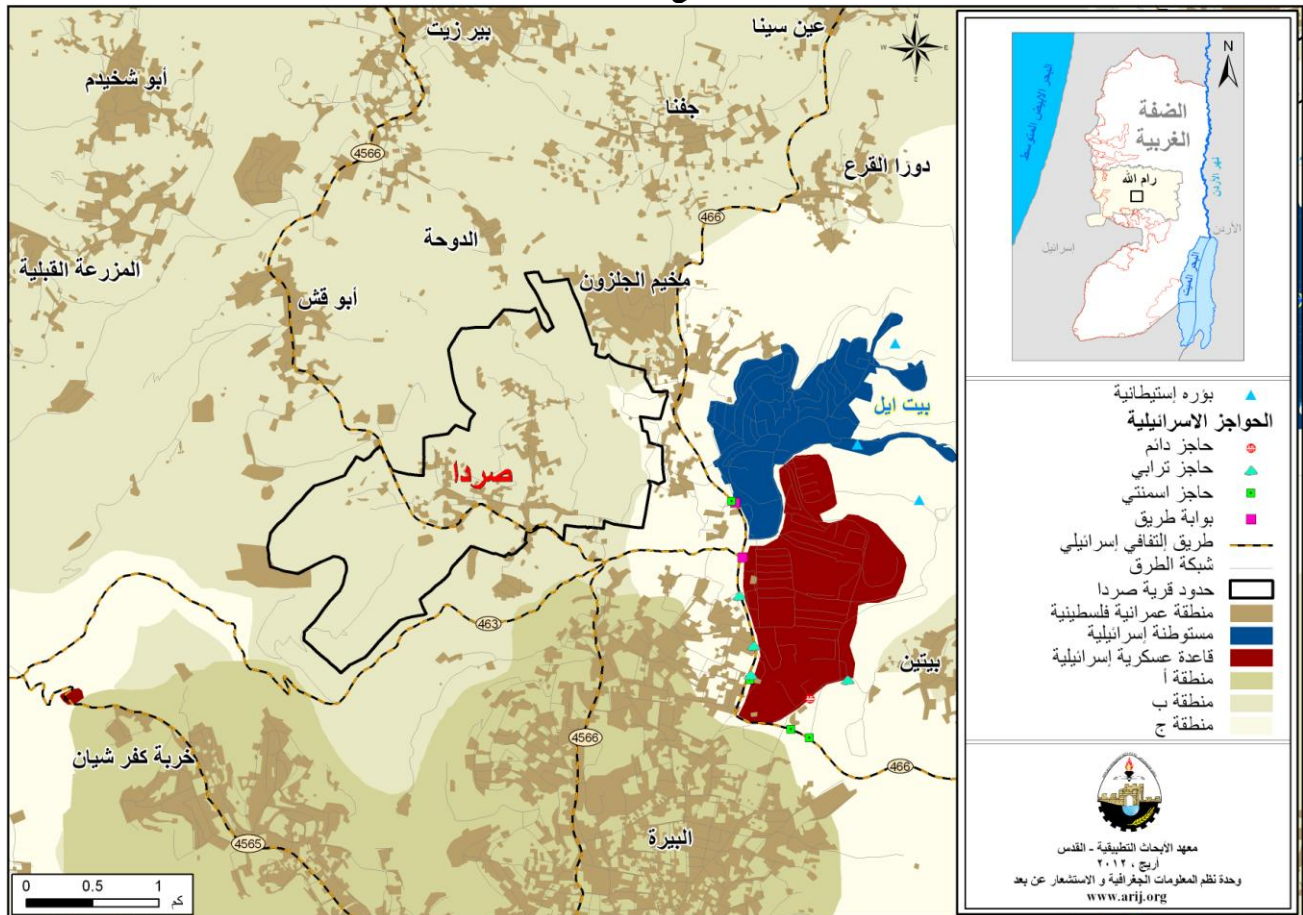 بير زيت
عين سينا
أبو شخيدم
جفنا
4566
دورا القرع
466
الدوحة
المزرعة القبلية
أبو قش
مخيم الجلزون
بيت ايل
صردا
463
بيتين
4566
خربة كفر شيان
466
4565
البيرة
0 0.5 1
كم
N
E
S
W
N
البحر الابيض المتوسط
الضفة
الغربية
نهر الأردن
رام الله
الأردن
اسرائيل
البحر الميت
بؤره إستيطانية
الحواجز الاسرائيلية
حاجز دائم
حاجز ترابي
حاجز اسمنتي
بوابة طريق
طريق إلتفافي إسرائيلي
شبكة الطرق
حدود قرية صردا
منطقة عمرانية فلسطينية
مستوطنة إسرائيلية
قاعدة عسكرية إسرائيلية
منطقة أ
منطقة ب
منطقة ج
معهد الأبحاث التطبيقية - القدس
أريج ، ٢٠١٢
وحدة نظم المعلومات الجغرافية و الاستشعار عن بعد
www.arij.org